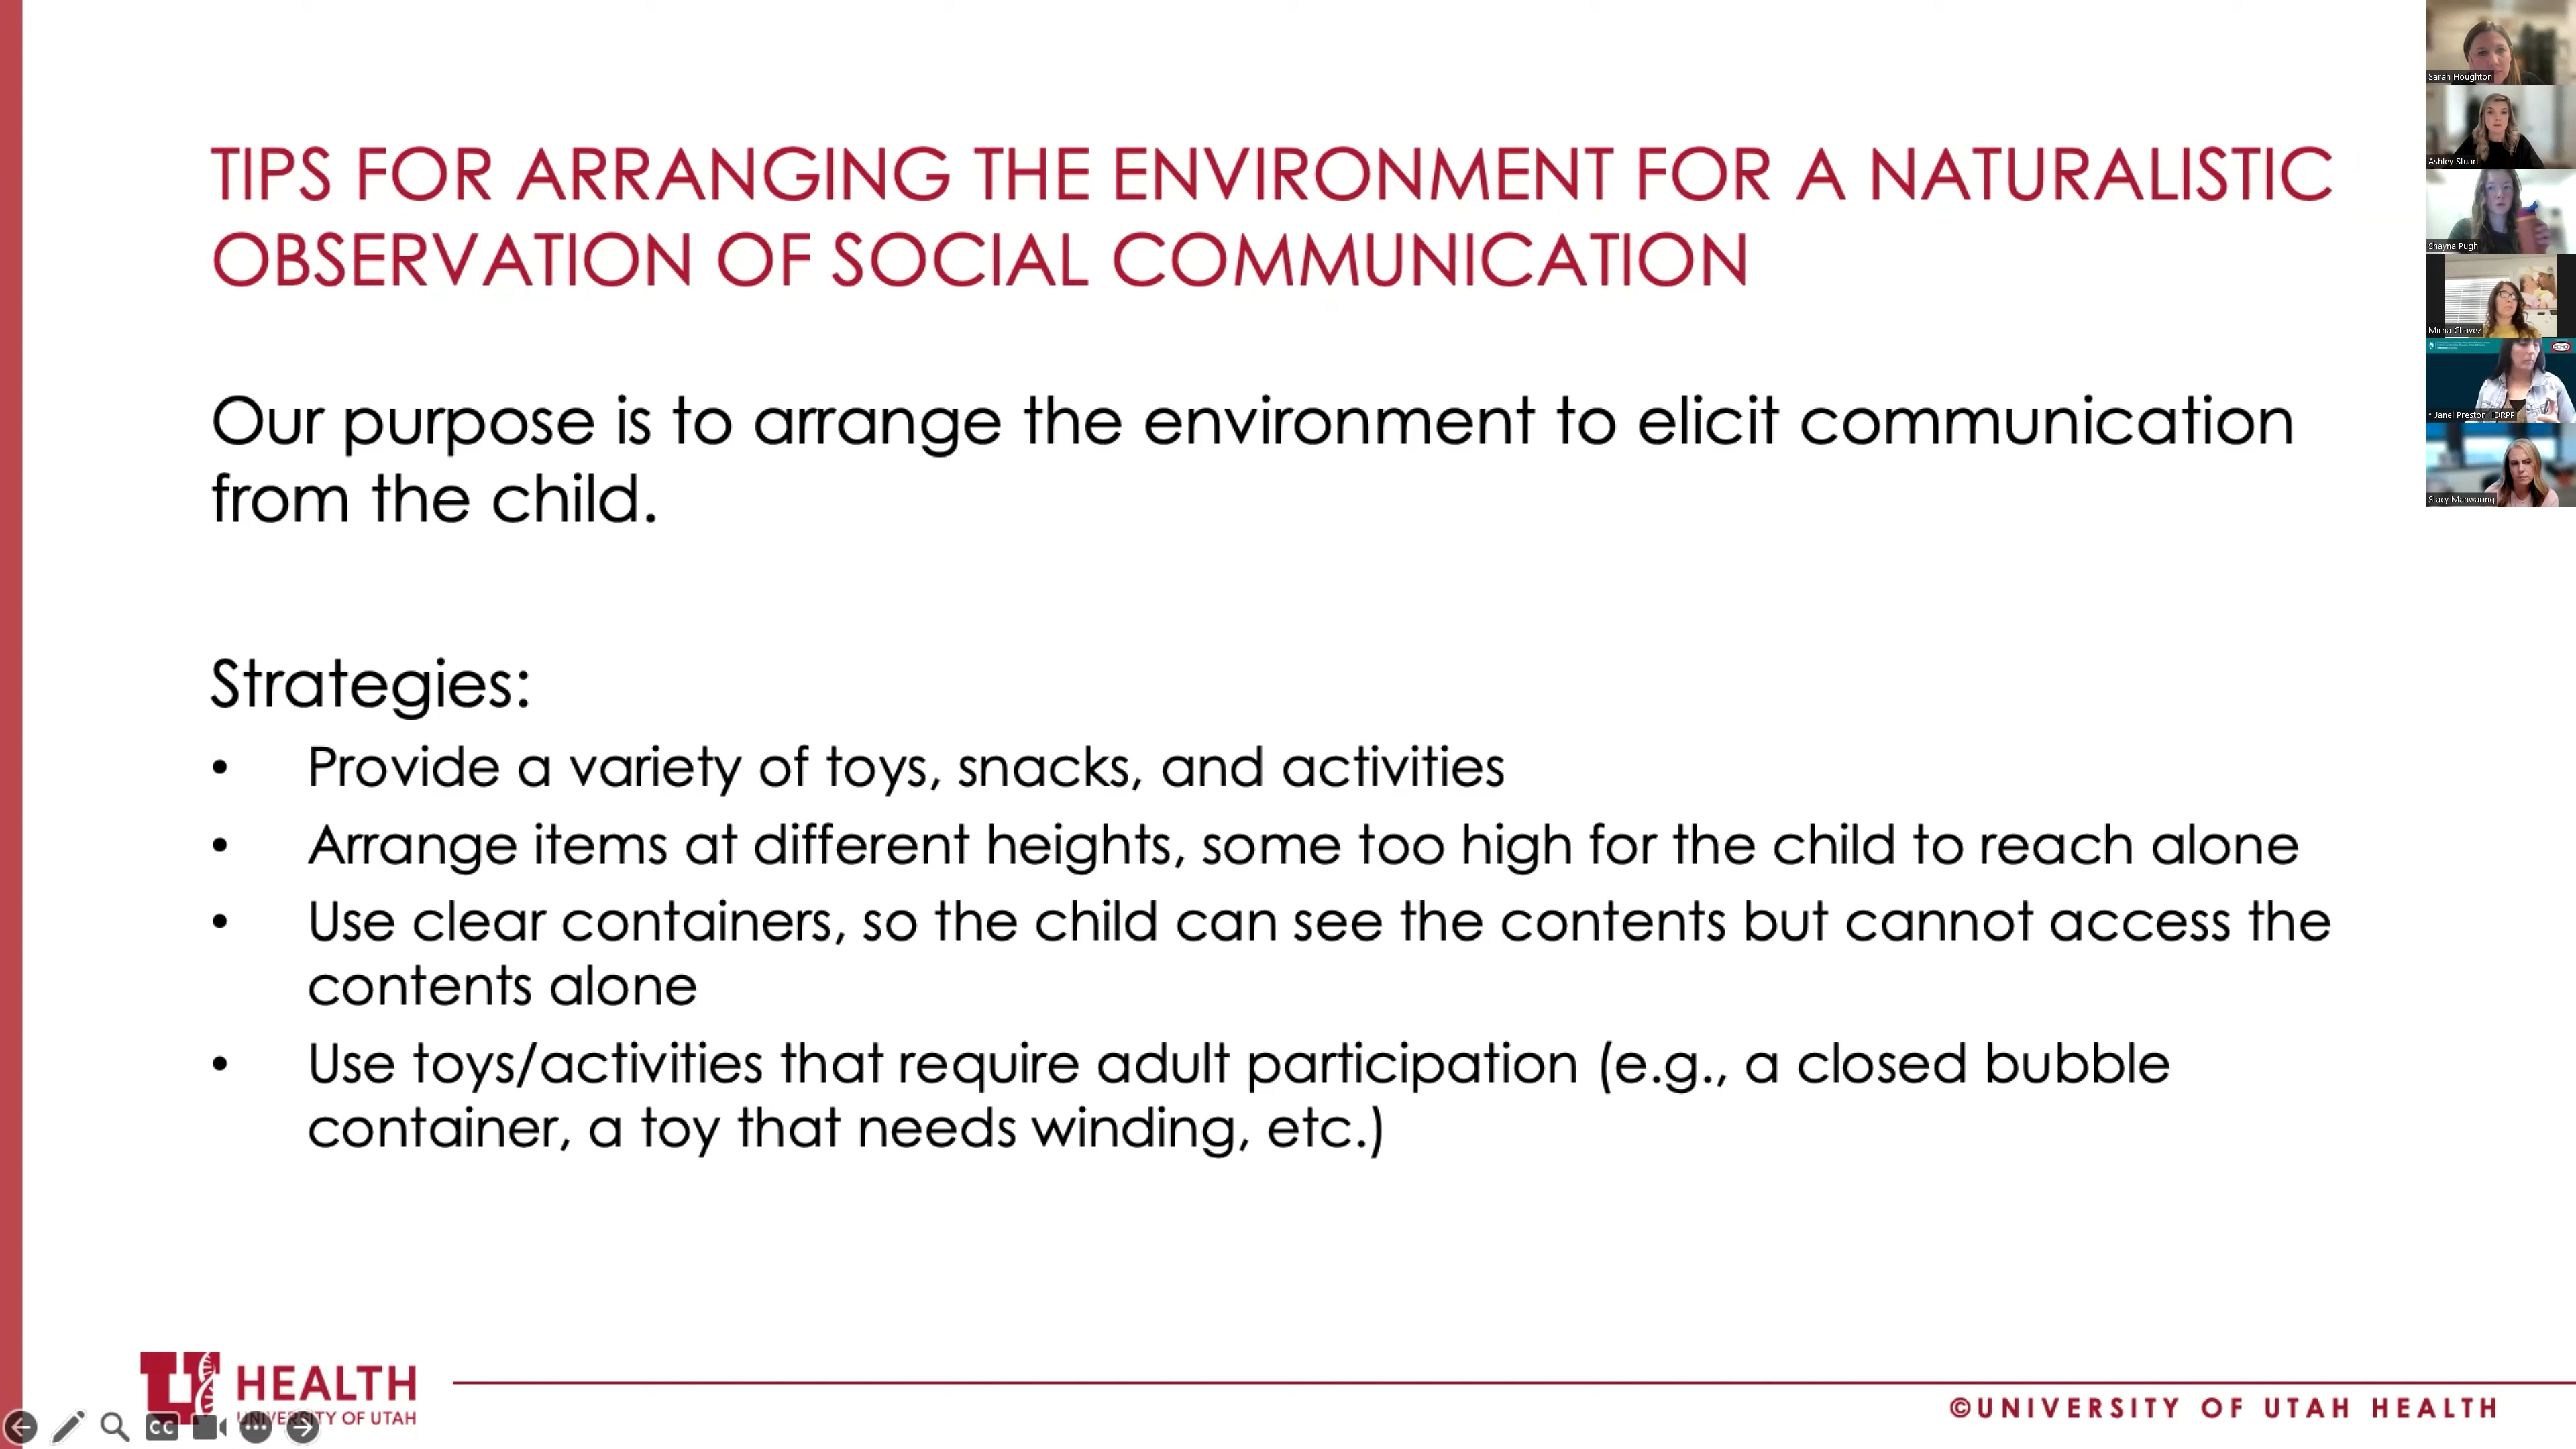 TIPS FOR ARRANGING THE ENVIRONMENT FOR A NATURALISTIC
OBSERVATION OF SOCIAL COMMUNICATION
Our purpose is to arrange the environment to elicit communication
from the child.
Strategies:
• Provide a variety of toys, snacks, and activities
• Arrange items at different heights, some too high for the child to reach alone
• Use clear containers, so the child can see the contents but cannot access the
contents alone
• Use toys/activities that require adult participation (e.g., a closed bubble
container, a toy that needs winding, etc.)
Sarah Houghton
Ashley Stuart
Shayna Pugh
Mirna Chavez
* Janel Preston- IDRPP
Stacy Manwaring
U HEALTH
UNIVERSITY OF UTAH
CC
©UNIVERSITY OF UTAH HEALTH